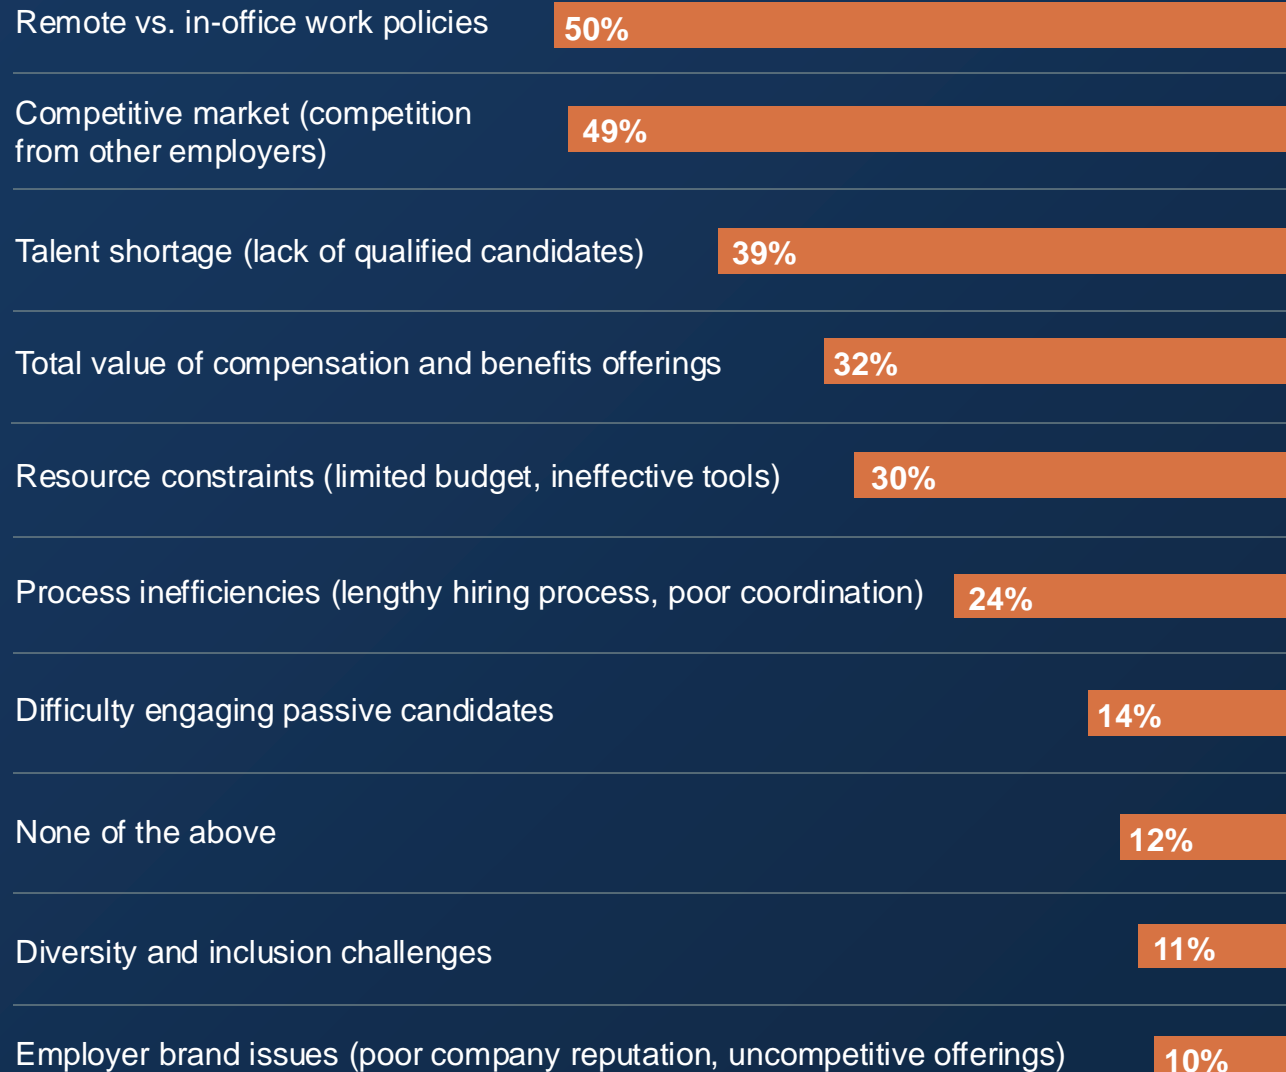 Remote vs. in-office work policies 50%
Competitive market (competition
from other employers) 49%
Talent shortage (lack of qualified candidates) 39%
Total value of compensation and benefits offerings 32%
Resource constraints (limited budget, ineffective tools) 30%
Process inefficiencies (lengthy hiring process, poor coordination) 24%
Difficulty engaging passive candidates 14%
None of the above 12%
Diversity and inclusion challenges 11%
Employer brand issues (poor company reputation, uncompetitive offerings) 10%